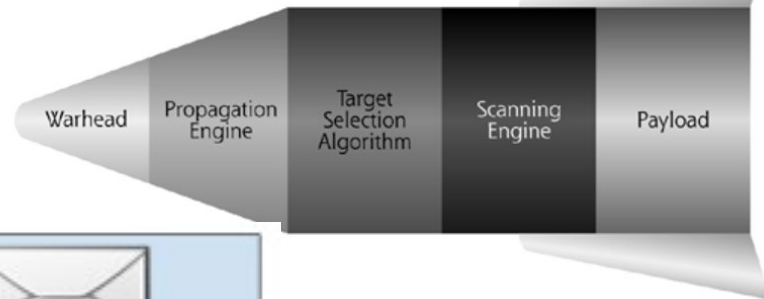 Warhead
Propagation
Engine
Target
Selection
Algorithm
Scanning
Engine
Payload